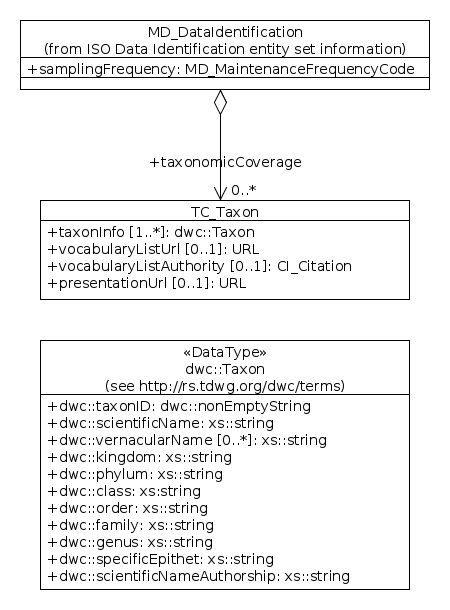 MD_DataIdentification
(from ISO Data Identification entity set information)
+samplingFrequency: MD_MaintenanceFrequencyCode
+taxonomicCoverage
0..*
TC_Taxon
+taxonInfo [1..*]: dwc::Taxon
+vocabularyListUrl [0..1]: URL
+vocabularyListAuthority [0..1]: CI_Citation
+presentationUrl [0..1]: URL
«DataType»
dwc::Taxon
(see http://rs.tdwg.org/dwc/terms)
+dwc::taxonID: dwc::nonEmptyString
+dwc::scientificName: xs::string
+dwc::vernacularName [0..*]: xs::string
+dwc::kingdom: xs::string
+dwc::phylum: xs::string
+dwc::class: xs:string
+dwc::order: xs::string
+dwc::family: xs::string
+dwc::genus: xs::string
+dwc::specificEpithet: xs::string
+dwc::scientificNameAuthorship: xs::string